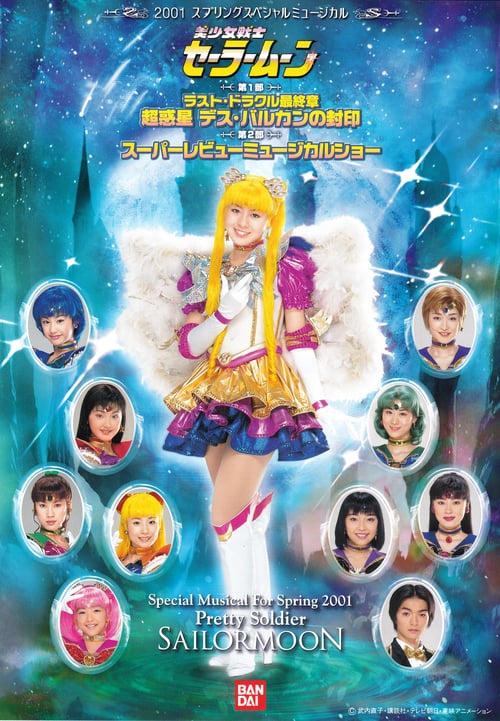 2001 スプリングスペシャルミュージカル
美少女戦士
セーラームーン
第1部
ラスト・ドラクル最終章
超惑星 デス・バルカンの封印
第2部
スーパーレビューミュージカルショー
Special Musical For Spring 2001
Pretty Soldier
SAILORMOON
BAN
DAI
© 武内直子・講談社・テレビ朝日・東映アニメーション